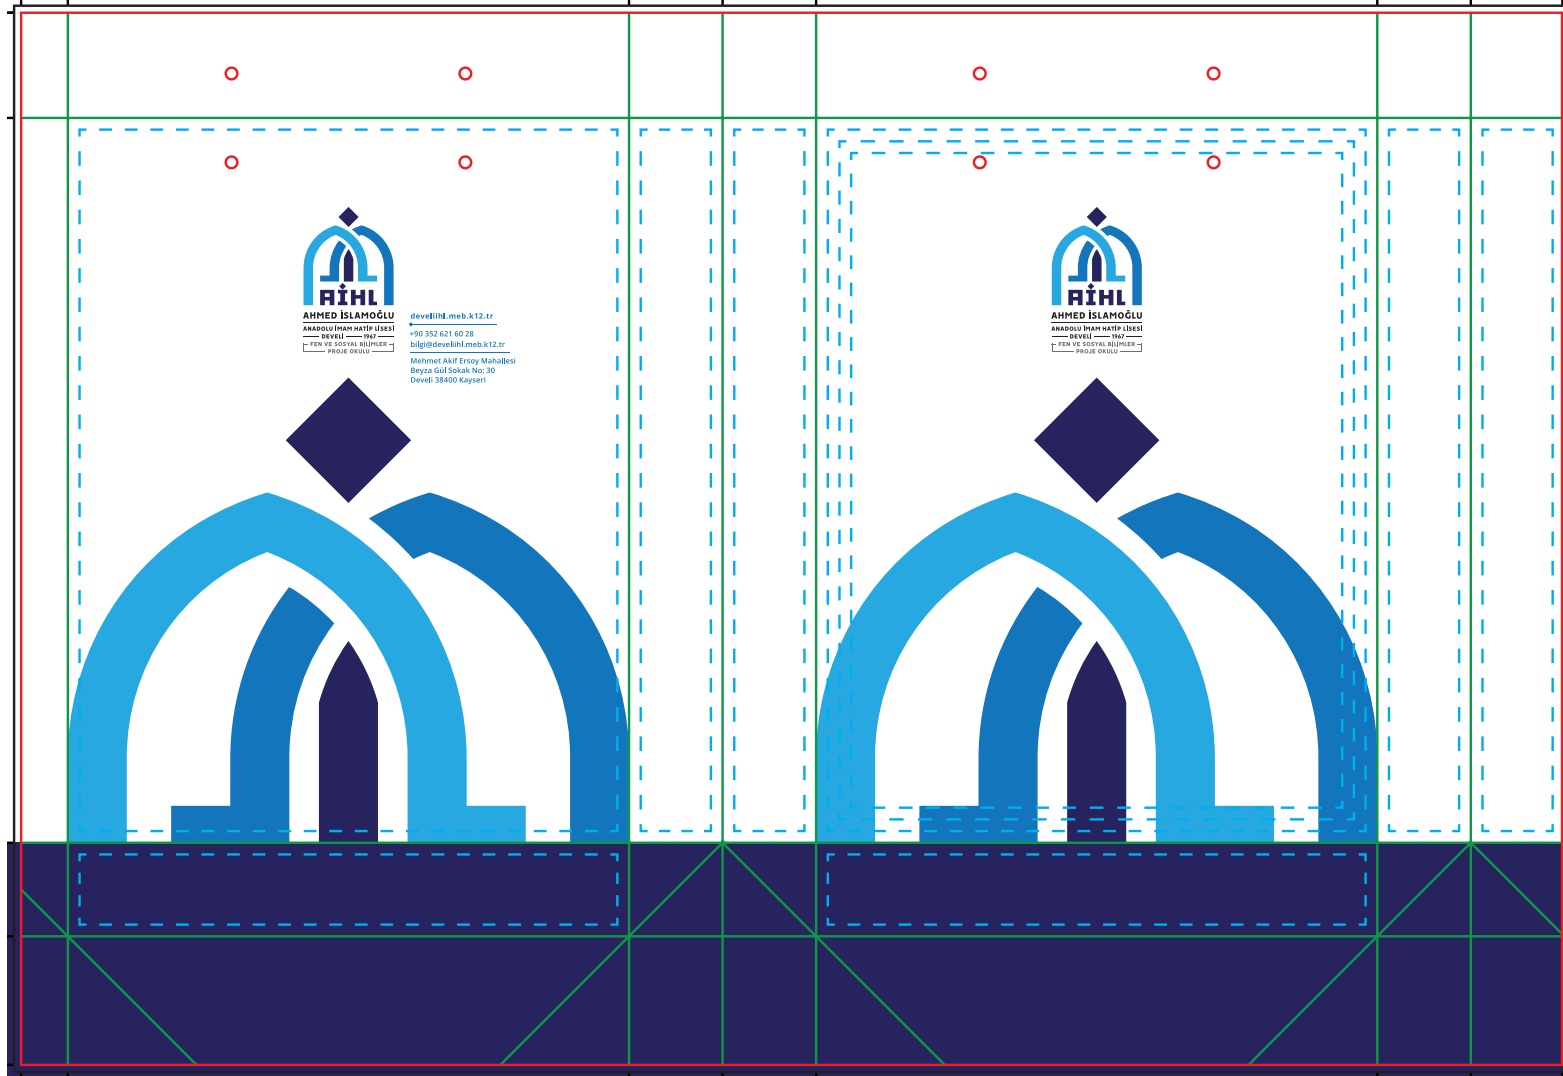 AİHL
AHMED İSLAMOĞLU
ANADOLU İMAM HATİP LİSESİ
DEVELİ 1967
FEN VE SOSYAL BİLİMLER
PROJE OKULU
develiihl.meb.k12.tr
+90 352 621 60 28
bilgi@develiihl.meb.k12.tr
Mehmet Akif Ersoy Mahallesi
Beyza Gül Sokak No: 30
Develi 38400 Kayseri
AİHL
AHMED İSLAMOĞLU
ANADOLU İMAM HATİP LİSESİ
DEVELİ 1967
FEN VE SOSYAL BİLİMLER
PROJE OKULU